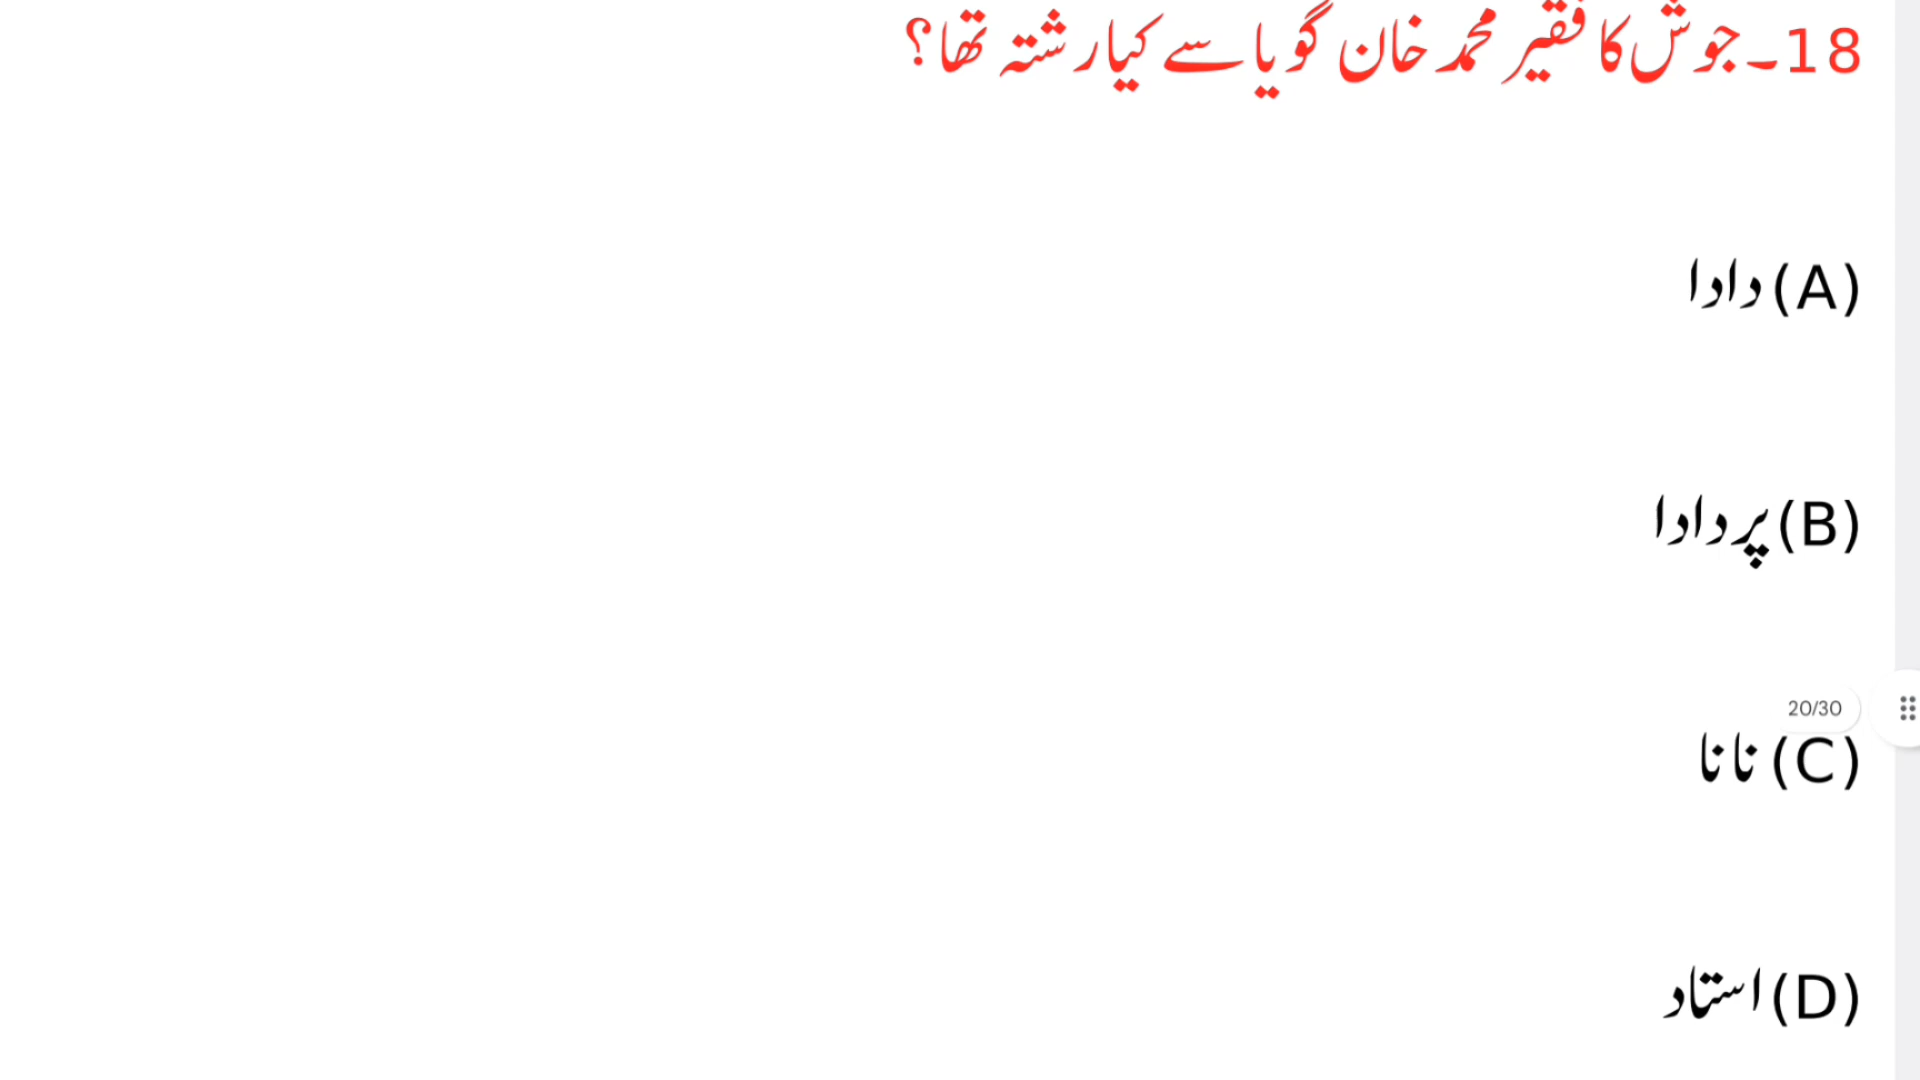 18۔جوش کا فقیر محمد خان گویا سے کیا رشتہ تھا؟
(A) دادا
(B) پردادا
20/30
(C) نانا
(D) استاد